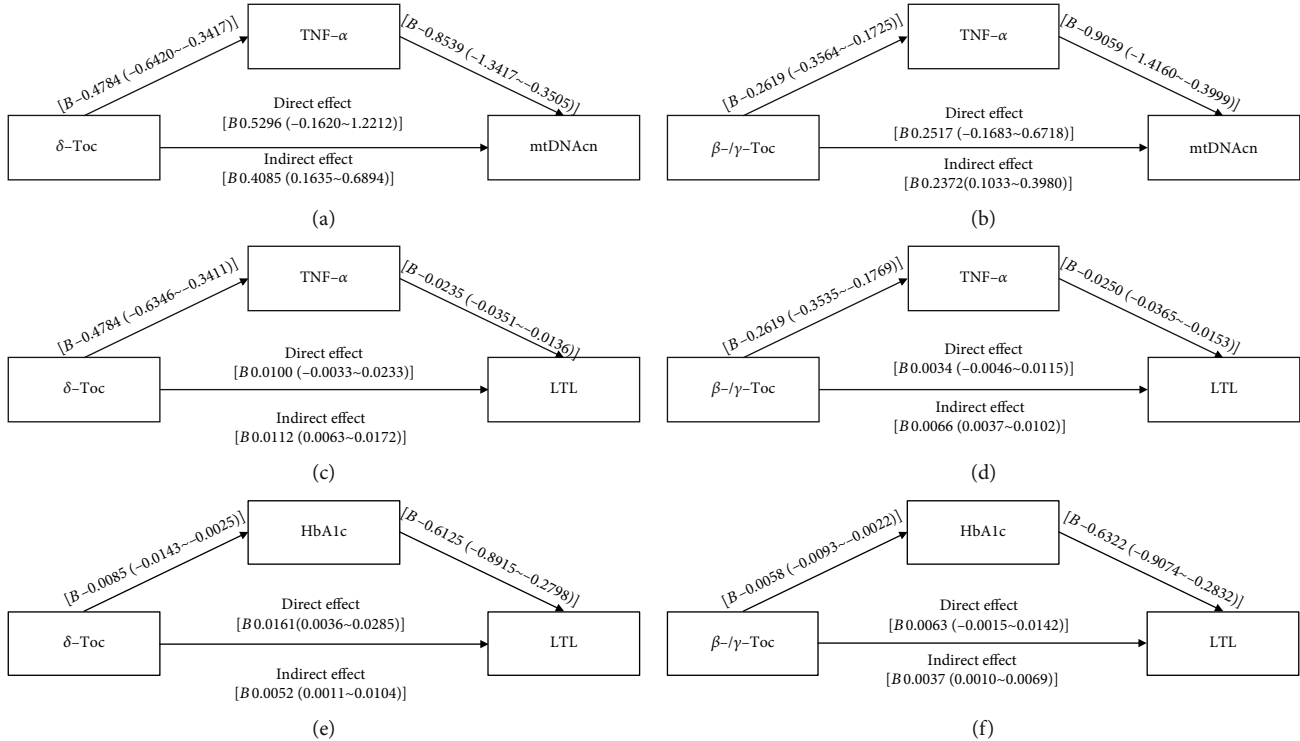 TNF–α
[B–0.4784 (–0.6420~–0.3417)]
[B–0.8539 (–1.3417~–0.3505)]
Direct effect
[B 0.5296 (–0.1620~1.2212)]
δ–Toc
mtDNAcn
Indirect effect
[B 0.4085 (0.1635~0.6894)]
(a)
TNF–α
[B–0.2619 (–0.3564~–0.1725)]
[B–0.9059 (–1.4160~–0.3999)]
Direct effect
[B 0.2517 (–0.1683~0.6718)]
β–/γ–Toc
mtDNAcn
Indirect effect
[B 0.2372(0.1033~0.3980)]
(b)
TNF–α
[B–0.4784 (–0.6346~–0.3411)]
[B–0.0235 (–0.0351~–0.0136)]
Direct effect
[B 0.0100 (–0.0033~0.0233)]
δ–Toc
LTL
Indirect effect
[B 0.0112 (0.0063~0.0172)]
(c)
TNF–α
[B–0.2619 (–0.3535~–0.1769)]
[B–0.0250 (–0.0365~–0.0153)]
Direct effect
[B 0.0034 (–0.0046~0.0115)]
β–/γ–Toc
LTL
Indirect effect
[B 0.0066 (0.0037~0.0102)]
(d)
HbA1c
[B–0.0085 (–0.0143~–0.0025)]
[B–0.6125 (–0.8915~–0.2798)]
Direct effect
[B 0.0161(0.0036~0.0285)]
δ–Toc
LTL
Indirect effect
[B 0.0052 (0.0011~0.0104)]
(e)
HbA1c
[B–0.0058 (–0.0093~–0.0022)]
[B–0.6322 (–0.9074~–0.2832)]
Direct effect
[B 0.0063 (–0.0015~0.0142)]
β–/γ–Toc
LTL
Indirect effect
[B 0.0037 (0.0010~0.0069)]
(f)